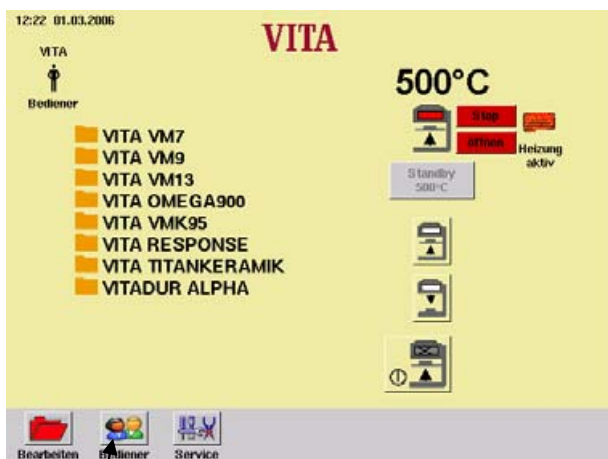 12:22 01.03.2006
VITA
VITA
Bediener
500°C
Stop
öffnen
Heizung
aktiv
Standby
500°C
VITA VM7
VITA VM9
VITA VM13
VITA OMEGA900
VITA VMK95
VITA RESPONSE
VITA TITANKERAMIK
VITADUR ALPHA
Bearbeiten
Bediener
Service